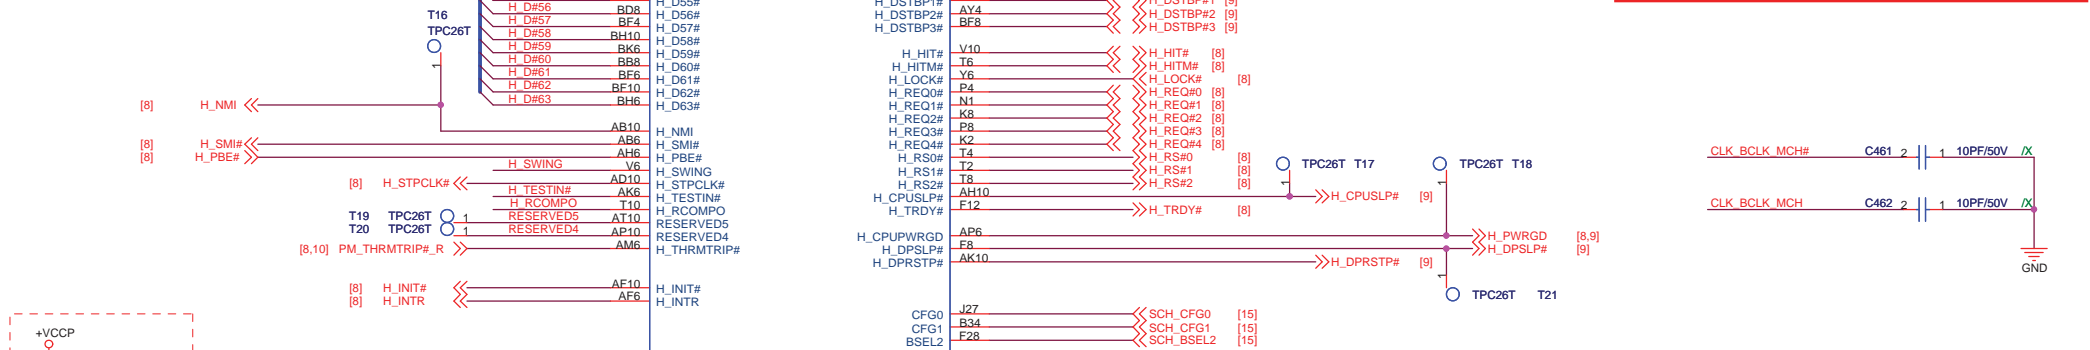 H_D#56 BD8 H_D55#
H_D#57 BF4 H_D56#
H_D#58 BH10 H_D57#
H_D#59 BK6 H_D58#
H_D#60 BB8 H_D59#
H_D#61 BF6 H_D60#
H_D#62 BF10 H_D61#
H_D#63 BH6 H_D62#
H_D63#
T16
TPC26T
1
[8] H_NMI AB10 H_NMI
[8] H_SMI# AB6 H_SMI#
[8] H_PBE# AH6 H_PBE#
H_SWING V6 H_SWING
[8] H_STPCLK# AD10 H_STPCLK#
H_TESTIN# AK6 H_TESTIN#
H_RCOMPO T10 H_RCOMPO
T19 TPC26T 1 RESERVED5 AT10 RESERVED5
T20 TPC26T 1 RESERVED4 AP10 RESERVED4
[8,10] PM_THRMTRIP#_R AM6 H_THRMTRIP#
[8] H_INIT# AF10 H_INIT#
[8] H_INTR AF6 H_INTR
+VCCP
H_DSTBP1# H_DSTBP#1 [9]
H_DSTBP2# AY4 H_DSTBP#2 [9]
H_DSTBP3# BF8 H_DSTBP#3 [9]
H_HIT# V10 H_HIT# [8]
H_HITM# T6 H_HITM# [8]
H_LOCK# Y6 H_LOCK# [8]
H_REQ0# P4 H_REQ#0 [8]
H_REQ1# N1 H_REQ#1 [8]
H_REQ2# K8 H_REQ#2 [8]
H_REQ3# P8 H_REQ#3 [8]
H_REQ4# K2 H_REQ#4 [8]
H_RS0# T4 H_RS#0 [8]
H_RS1# T2 H_RS#1 [8]
H_RS2# T8 H_RS#2 [8]
H_CPUSLP# AH10 H_CPUSLP# [9]
H_TRDY# F12 H_TRDY# [8]
TPC26T T17
1
TPC26T T18
1
H_CPUPWRGD AP6 H_PWRGD [8,9]
H_DPSLP# F8 H_DPSLP# [9]
H_DPRSTP# AK10 H_DPRSTP# [9]
1
TPC26T T21
CFG0 J27 SCH_CFG0 [15]
CFG1 B34 SCH_CFG1 [15]
BSEL2 F28 SCH_BSEL2 [15]
CLK_BCLK_MCH# C461 2 1 10PF/50V /X
CLK_BCLK_MCH C462 2 1 10PF/50V /X
GND